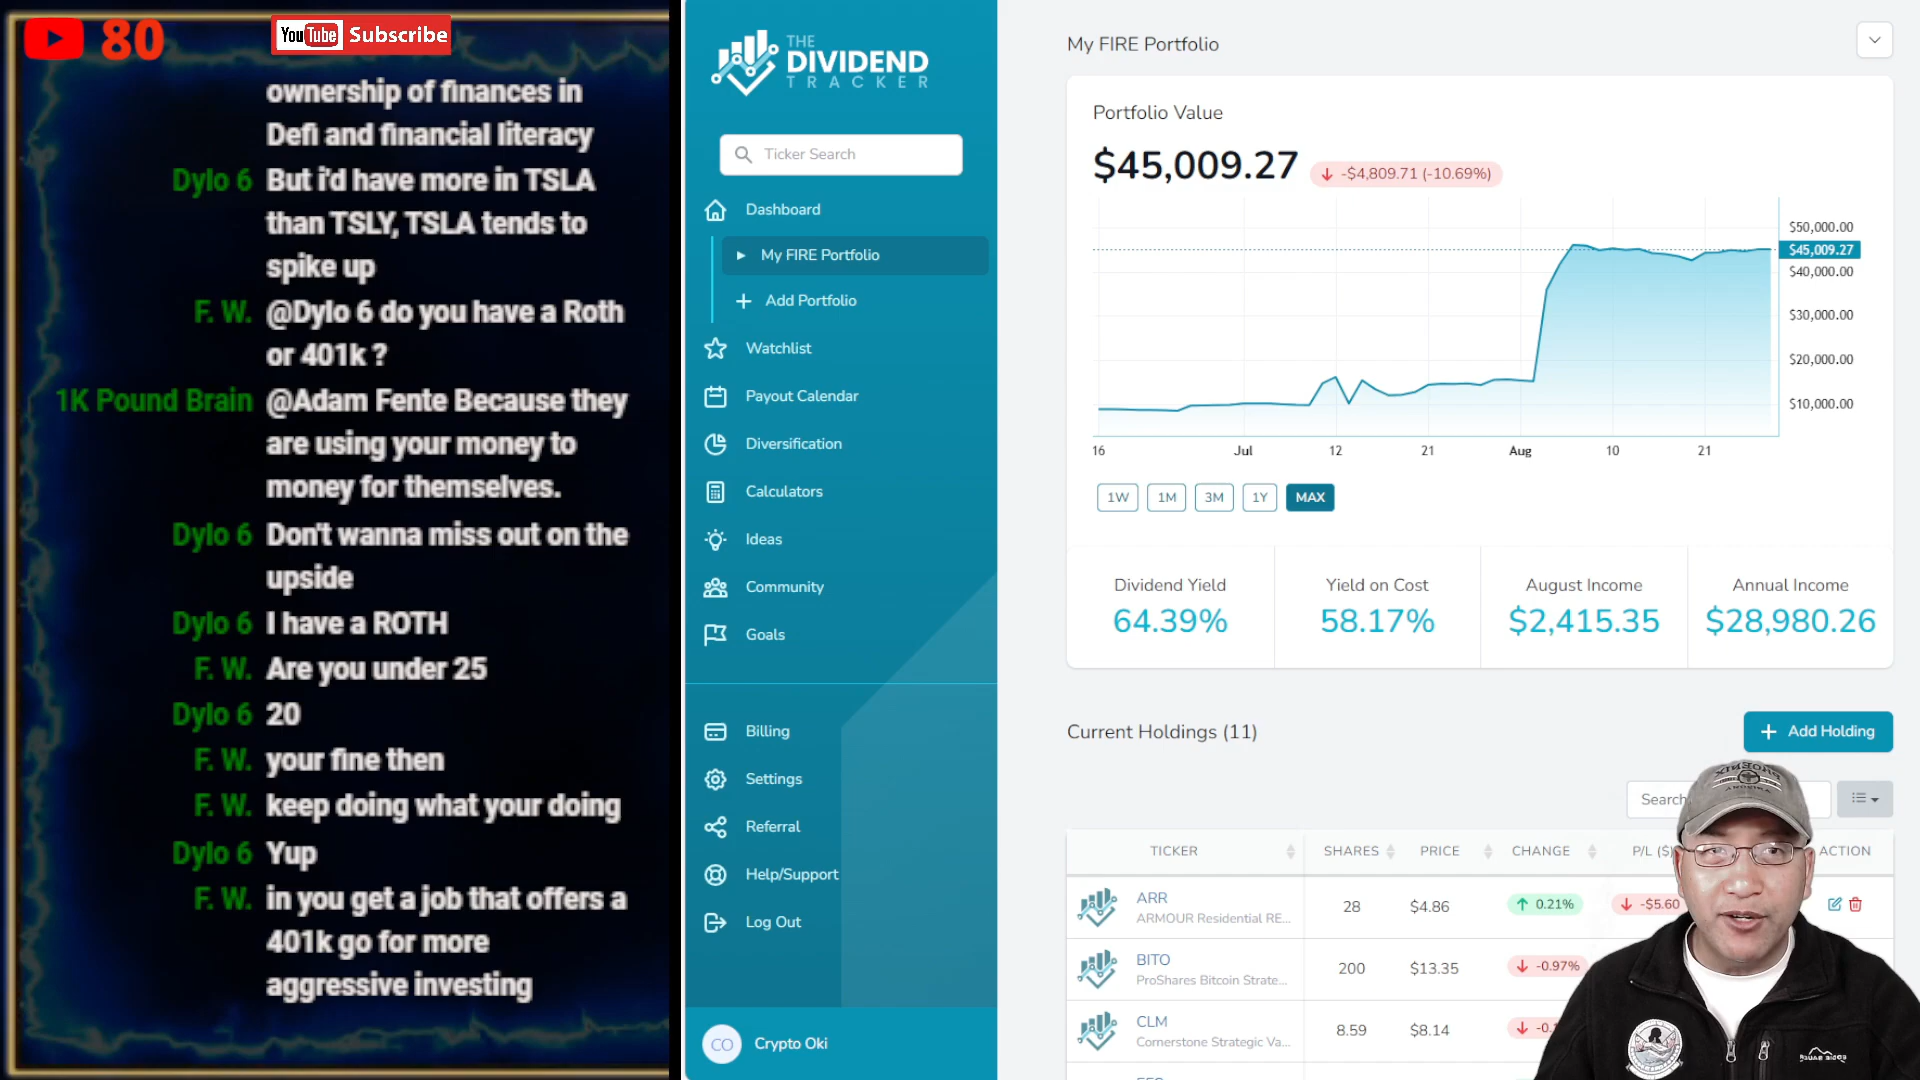 80
YouTube Subscribe
ownership of finances in
Defi and financial literacy
Dylo 6 But i'd have more in TSLA
than TSLY, TSLA tends to
spike up
F. W. @Dylo 6 do you have a Roth
or 401k ?
1K Pound Brain @Adam Fente Because they
are using your money to
money for themselves.
Dylo 6 Don't wanna miss out on the
upside
Dylo 6 I have a ROTH
F. W. Are you under 25
Dylo 6 20
F. W. your fine then
F. W. keep doing what your doing
Dylo 6 Yup
F. W. in you get a job that offers a
401k go for more
aggressive investing
THE
DIVIDEND
TRACKER
Ticker Search
Dashboard
My FIRE Portfolio
Add Portfolio
Watchlist
Payout Calendar
Diversification
Calculators
Ideas
Community
Goals
Billing
Settings
Referral
Help/Support
Log Out
CO Crypto Oki
My FIRE Portfolio
Portfolio Value
$45,009.27 -$4,809.71 (-10.69%)
$50,000.00
$45,009.27
$40,000.00
$30,000.00
$20,000.00
$10,000.00
16 Jul 12 21 Aug 10 21
1W 1M 3M 1Y MAX
Dividend Yield Yield on Cost August Income Annual Income
64.39% 58.17% $2,415.35 $28,980.26
Current Holdings (11) + Add Holding
Search
TICKER SHARES PRICE CHANGE P/L ($) ACTION
ARR 28 $4.86 0.21% -$5.60
ARMOUR Residential RE...
BITO 200 $13.35 -0.97%
ProShares Bitcoin Strate...
CLM 8.59 $8.14
Cornerstone Strategic Va...